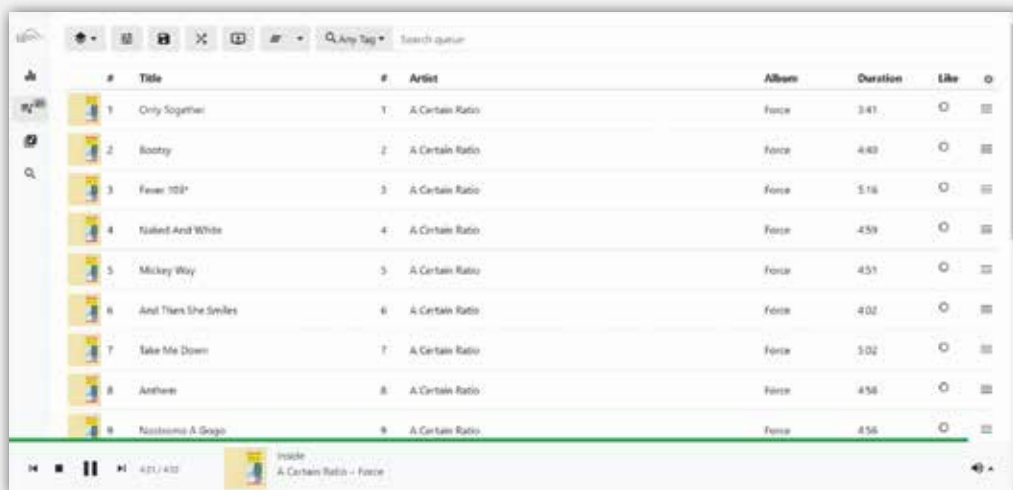 Any Tag Search queue
# Title # Artist Album Duration Like
1 Only Together 1 A Certain Ratio Force 3:41
2 Bootsy 2 A Certain Ratio Force 4:40
3 Fever 103° 3 A Certain Ratio Force 5:16
4 Naked And White 4 A Certain Ratio Force 4:59
5 Mickey Way 5 A Certain Ratio Force 4:51
6 And Then She Smiles 6 A Certain Ratio Force 4:02
7 Take Me Down 7 A Certain Ratio Force 5:02
8 Anthem 8 A Certain Ratio Force 4:56
9 Nostromo A Gogo 9 A Certain Ratio Force 4:56
Inside
A Certain Ratio – Force